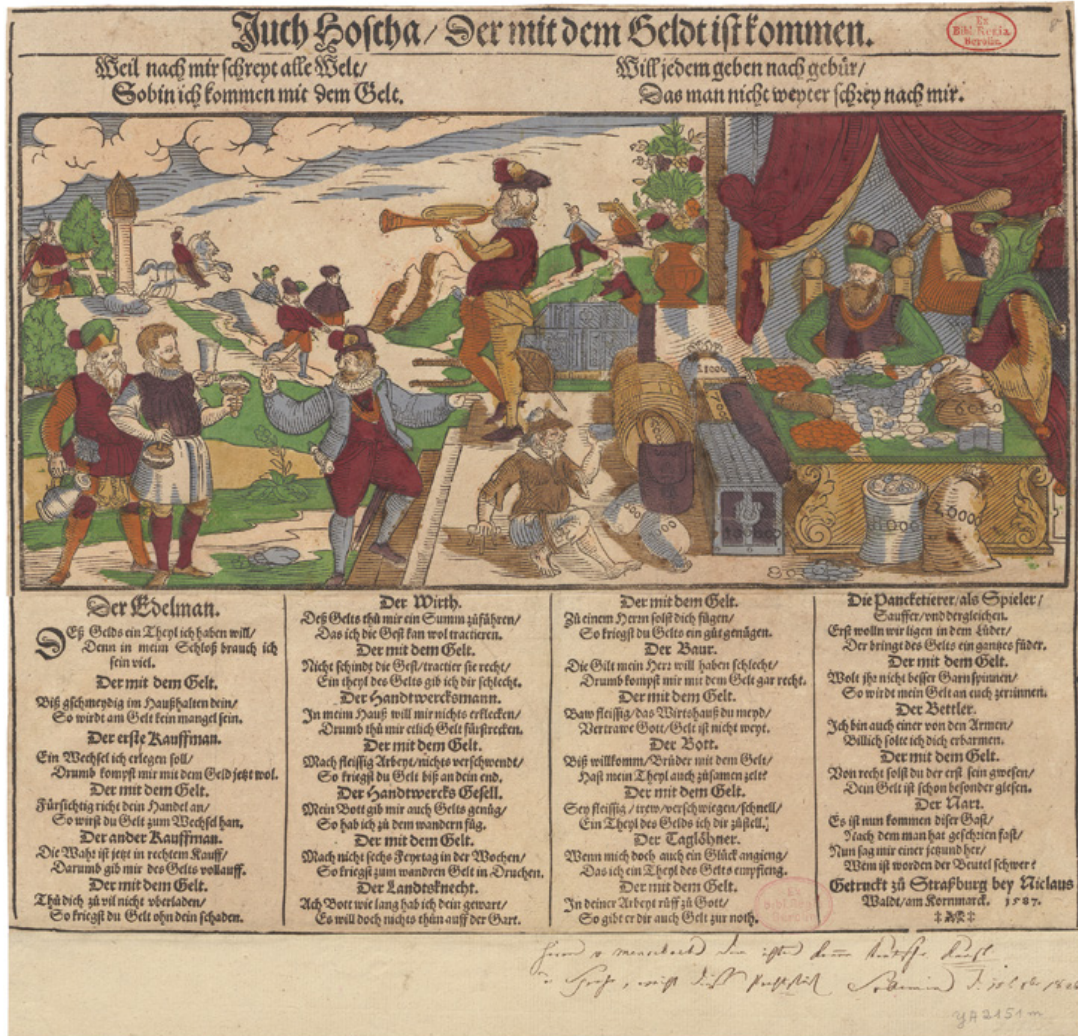 Juch Hoscha / Der mit dem Geldt ist kommen.
Ex
Bibl. Regia
Berolin.
Weil nach mir schreyt alle Welt /
So bin ich kommen mit dem Gelt.
Will jedem geben nach gebür /
Das man nicht weyter schrey nach mir.
21000
6000
100000
81000
20000
Der Edelman.
DEß Gelds ein Theyl ich haben will /
Denn in meim Schloß brauch ich
sein viel.
Der mit dem Gelt.
Biß gschmeydig im Haußhalten dein /
So wirdt am Gelt kein mangel sein.
Der erste Kauffman.
Ein Wechsel ich erlegen soll /
Drumb kompst mir mit dem Geld jetzt wol.
Der mit dem Gelt.
Fürsichtig richt dein Handel an /
So wirst du Gelt zum Wechsel han.
Der ander Kauffman.
Die Wahr ist jetzt in rechtem Kauff /
Darumb gib mir des Gelts vollauff.
Der mit dem Gelt.
Thů dich zů vil nicht vberladen /
So kriegst du Gelt ohn dein schaden.
Der Wirth.
Deß Gelts thů mir ein Summ zůführen /
Das ich die Gest kan wol tractieren.
Der mit dem Gelt.
Nicht schindt die Gest / tractier sie recht /
Ein theyl des Gelts gib ich dir schlecht.
Der Handtwercksmann.
In meim Hauß will mir nichts erklecken /
Drumb thů mir etlich Gelt fürstrecken.
Der mit dem Gelt.
Mach fleissig Arbeyt / nichts verschwendt /
So kriegst du Gelt biß an dein end.
Der Handtwercks Gesell.
Mein Bott gib mir auch Gelts genůg /
So hab ich zů dem wandern fůg.
Der mit dem Gelt.
Mach nicht sechs Feyrtag in der Wochen /
So kriegst zum wandren Gelt in Druchen.
Der Landtsknecht.
Ach Bott wie lang hab ich dein gewart /
Es will doch nichts thůn auff der Gart.
Der mit dem Gelt.
Zů einem Herrn solst dich fůgen /
So kriegst du Gelts ein gůt genůgen.
Der Baur.
Die Gilt mein Herr will haben schlecht /
Drumb kompst mir mit dem Gelt gar recht.
Der mit dem Gelt.
Baw fleissig / das Wirtshauß du meyd /
Vertrawe Gott / Gelt ist nicht weyt.
Der Bott.
Biß willkomm / Brůder mit dem Gelt /
Hast mein Theyl auch zůsamen zelt?
Der mit dem Gelt.
Sey fleissig / trew / verschwiegen / schnell /
Ein Theyl des Gelds ich dir zůstell.
Der Taglöhner.
Wenn mich doch auch ein Glück angieng /
Das ich ein Theyl des Gelts empfieng.
Der mit dem Gelt.
In deiner Arbeyt rüff zů Gott /
So gibt er dir auch Gelt zur noth.
Die Pancketierer / als Spieler /
Sauffer / vnd dergleichen.
Erst wolln wir ligen in dem Lůder /
Der bringt des Gelts ein gantzes fůder.
Der mit dem Gelt.
Wolt jhr nicht besser Garn spinnen /
So wirdt mein Gelt an euch zerrinnen.
Der Bettler.
Ich bin auch einer von den Armen /
Billich solte ich dich erbarmen.
Der mit dem Gelt.
Von recht solst du der erst sein gwesen /
Dein Gelt ist schon besonder glesen.
Der Narr.
Es ist nun kommen diser Gast /
Nach dem man hat geschrien fast /
Nun sag mir einer jetzund her /
Wem ist worden der Beutel schwer?
Getruckt zů Straßburg bey Niclaus
Waldt / am Kornmarck. 1587.
Ex
Bibl. Regia
Berolin.
YA 2151 m